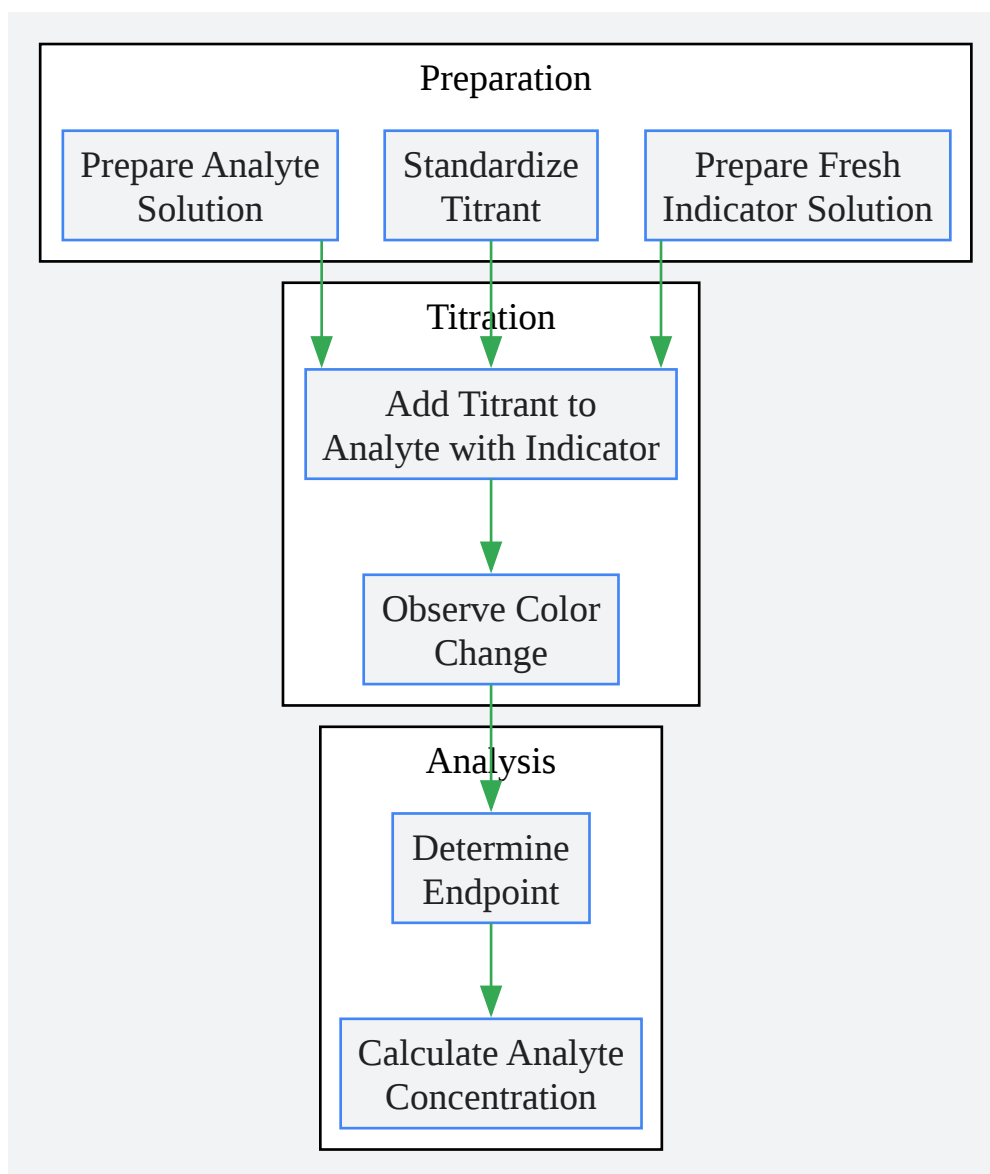 Preparation
Prepare Analyte
Solution
Standardize
Titrant
Prepare Fresh
Indicator Solution
Titration
Add Titrant to
Analyte with Indicator
Observe Color
Change
Analysis
Determine
Endpoint
Calculate Analyte
Concentration